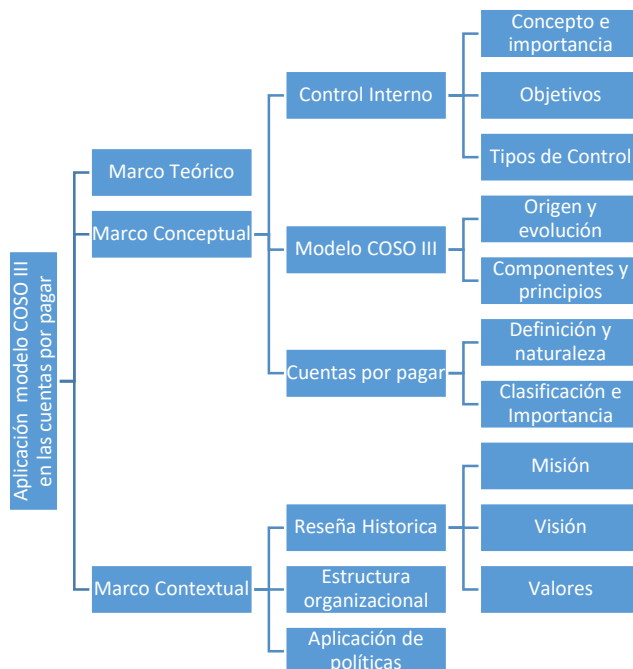 Aplicación modelo COSO III
en las cuentas por pagar
Marco Teórico
Marco Conceptual
Control Interno
Concepto e
importancia
Objetivos
Tipos de Control
Modelo COSO III
Origen y
evolución
Componentes y
principios
Cuentas por pagar
Definición y
naturaleza
Clasificación e
Importancia
Marco Contextual
Reseña Historica
Misión
Visión
Valores
Estructura
organizacional
Aplicación de
políticas